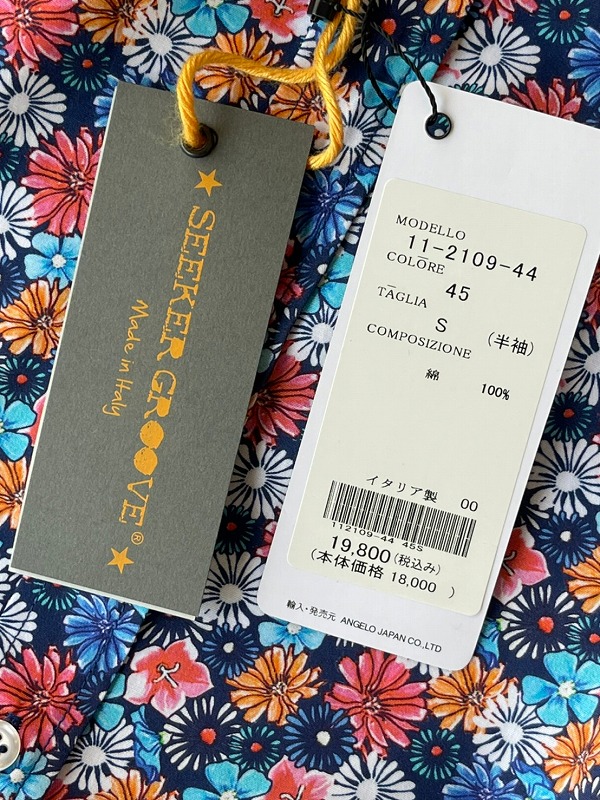 ★ SEEKER GROOVE® ★
Made in Italy
MODELLO
11-2109-44
COLORE
45
TAGLIA
S (半袖)
COMPOSIZIONE
綿 100%
イタリア製 00
112109-44 45S
19,800(税込み)
(本体価格 18,000 )
輸入・発売元 ANGELO JAPAN CO.,LTD